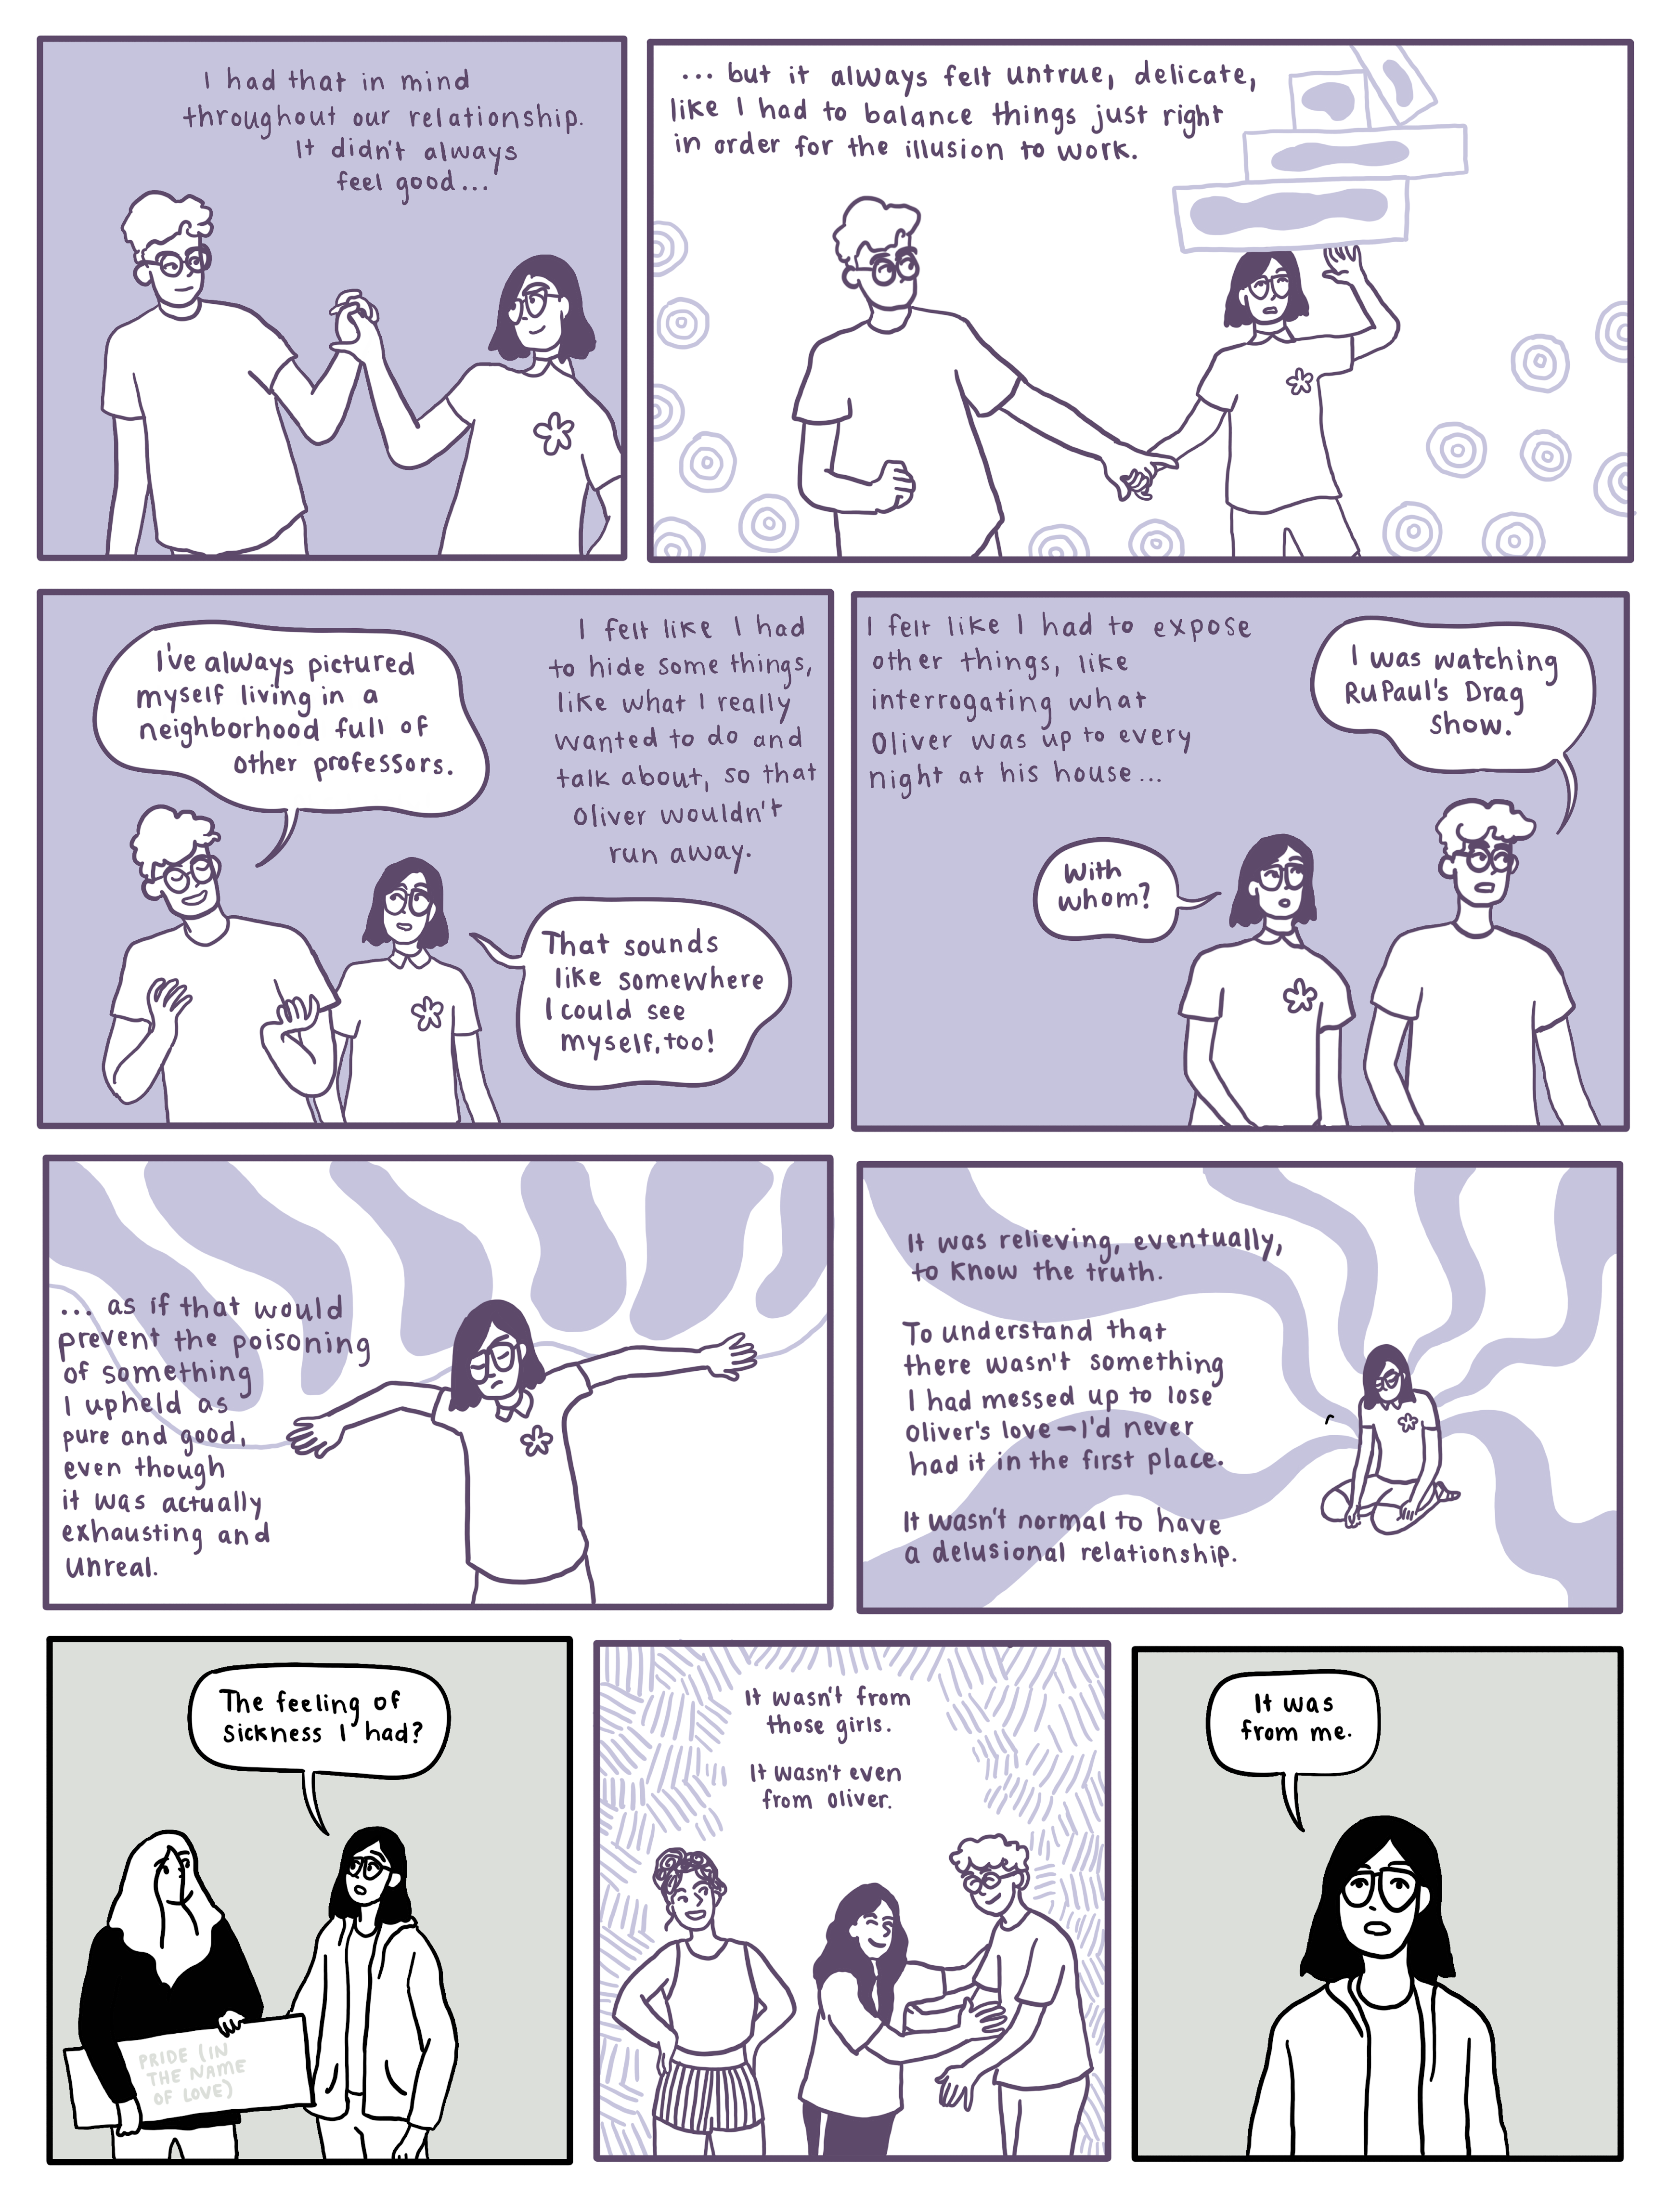 I had that in mind
throughout our relationship.
It didn't always
feel good...
... but it always felt untrue, delicate,
like I had to balance things just right
in order for the illusion to work.
I've always pictured
myself living in a
neighborhood full of
other professors.
I felt like I had
to hide some things,
like what I really
wanted to do and
talk about, so that
Oliver wouldn't
run away.
That sounds
like somewhere
I could see
myself, too!
I felt like I had to expose
other things, like
interrogating what
Oliver was up to every
night at his house...
I was watching
RuPaul's Drag
show.
With
whom?
... as if that would
prevent the poisoning
of something
I upheld as
pure and good,
even though
it was actually
exhausting and
unreal.
It was relieving, eventually,
to know the truth.
To understand that
there wasn't something
I had messed up to lose
Oliver's love—I'd never
had it in the first place.
It wasn't normal to have
a delusional relationship.
The feeling of
sickness I had?
PRIDE (IN
THE NAME
OF LOVE)
It wasn't from
those girls.
It wasn't even
from Oliver.
It was
from me.